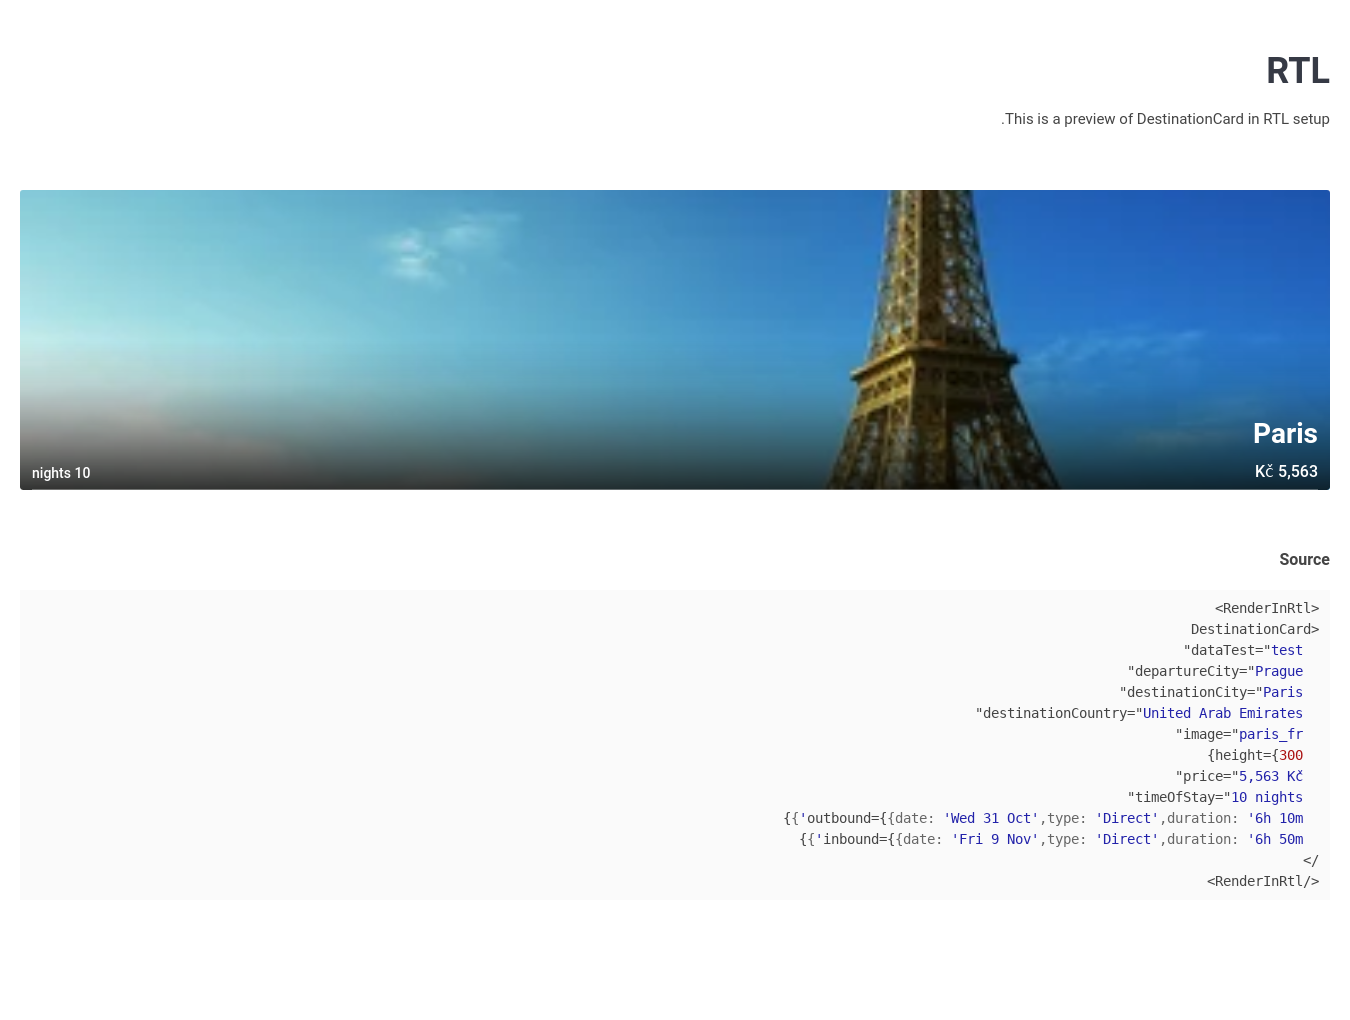 RTL
.This is a preview of DestinationCard in RTL setup
Paris
Kč 5,563
nights 10
Source
<RenderInRtl>
DestinationCard>
"dataTest="test
"departureCity="Prague
"destinationCity="Paris
"destinationCountry="United Arab Emirates
"image="paris_fr
{height={300
"price="5,563 Kč
"timeOfStay="10 nights
{{'outbound={{date: 'Wed 31 Oct',type: 'Direct',duration: '6h 10m
{{'inbound={{date: 'Fri 9 Nov',type: 'Direct',duration: '6h 50m
</
<RenderInRtl/>